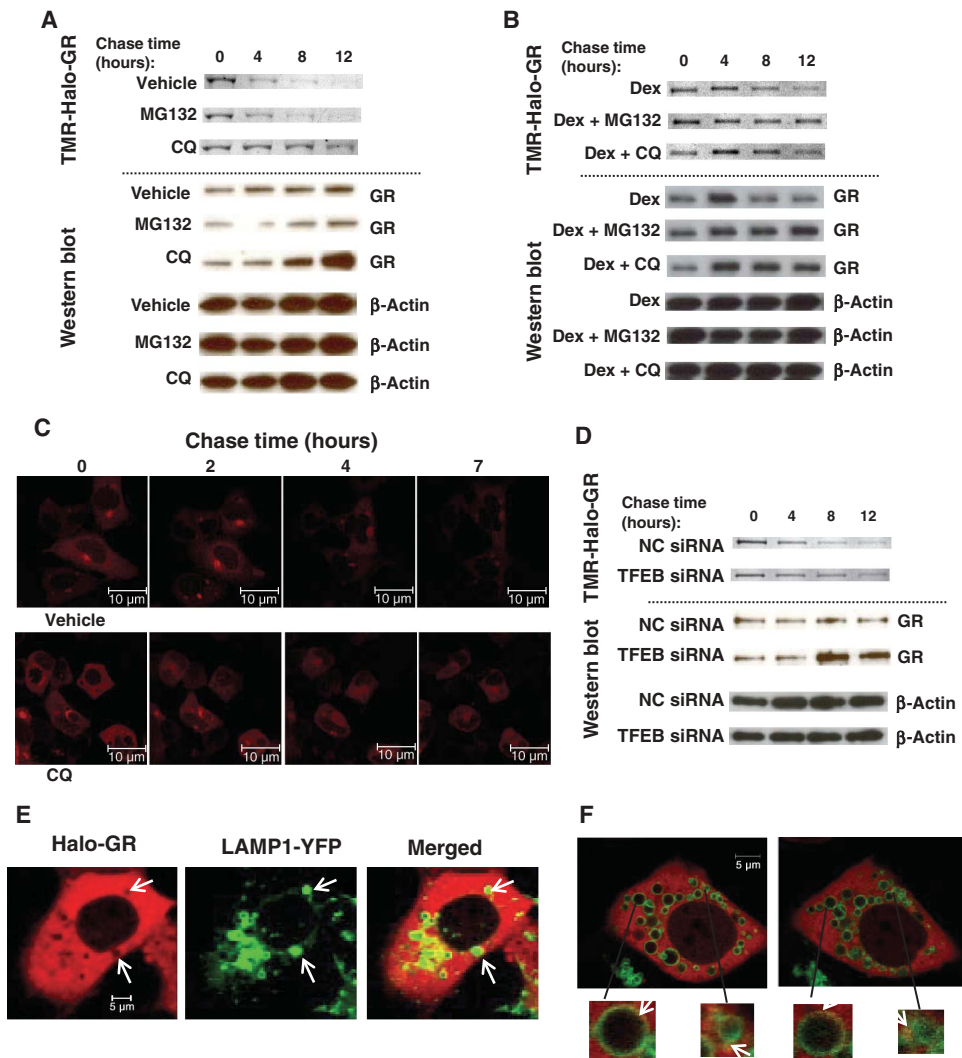 A
Chase time (hours): 0 4 8 12
TMR-Halo-GR
Vehicle
MG132
CQ
Western blot
Vehicle GR
MG132 GR
CQ GR
Vehicle β-Actin
MG132 β-Actin
CQ β-Actin
B
Chase time (hours): 0 4 8 12
TMR-Halo-GR
Dex
Dex + MG132
Dex + CQ
Western blot
Dex GR
Dex + MG132 GR
Dex + CQ GR
Dex β-Actin
Dex + MG132 β-Actin
Dex + CQ β-Actin
C
Chase time (hours)
0 2 4 7
10 µm 10 µm 10 µm 10 µm
Vehicle
10 µm 10 µm 10 µm 10 µm
CQ
D
Chase time (hours): 0 4 8 12
TMR-Halo-GR
NC siRNA
TFEB siRNA
Western blot
NC siRNA GR
TFEB siRNA GR
NC siRNA β-Actin
TFEB siRNA β-Actin
E
Halo-GR LAMP1-YFP Merged
5 µm
F
5 µm